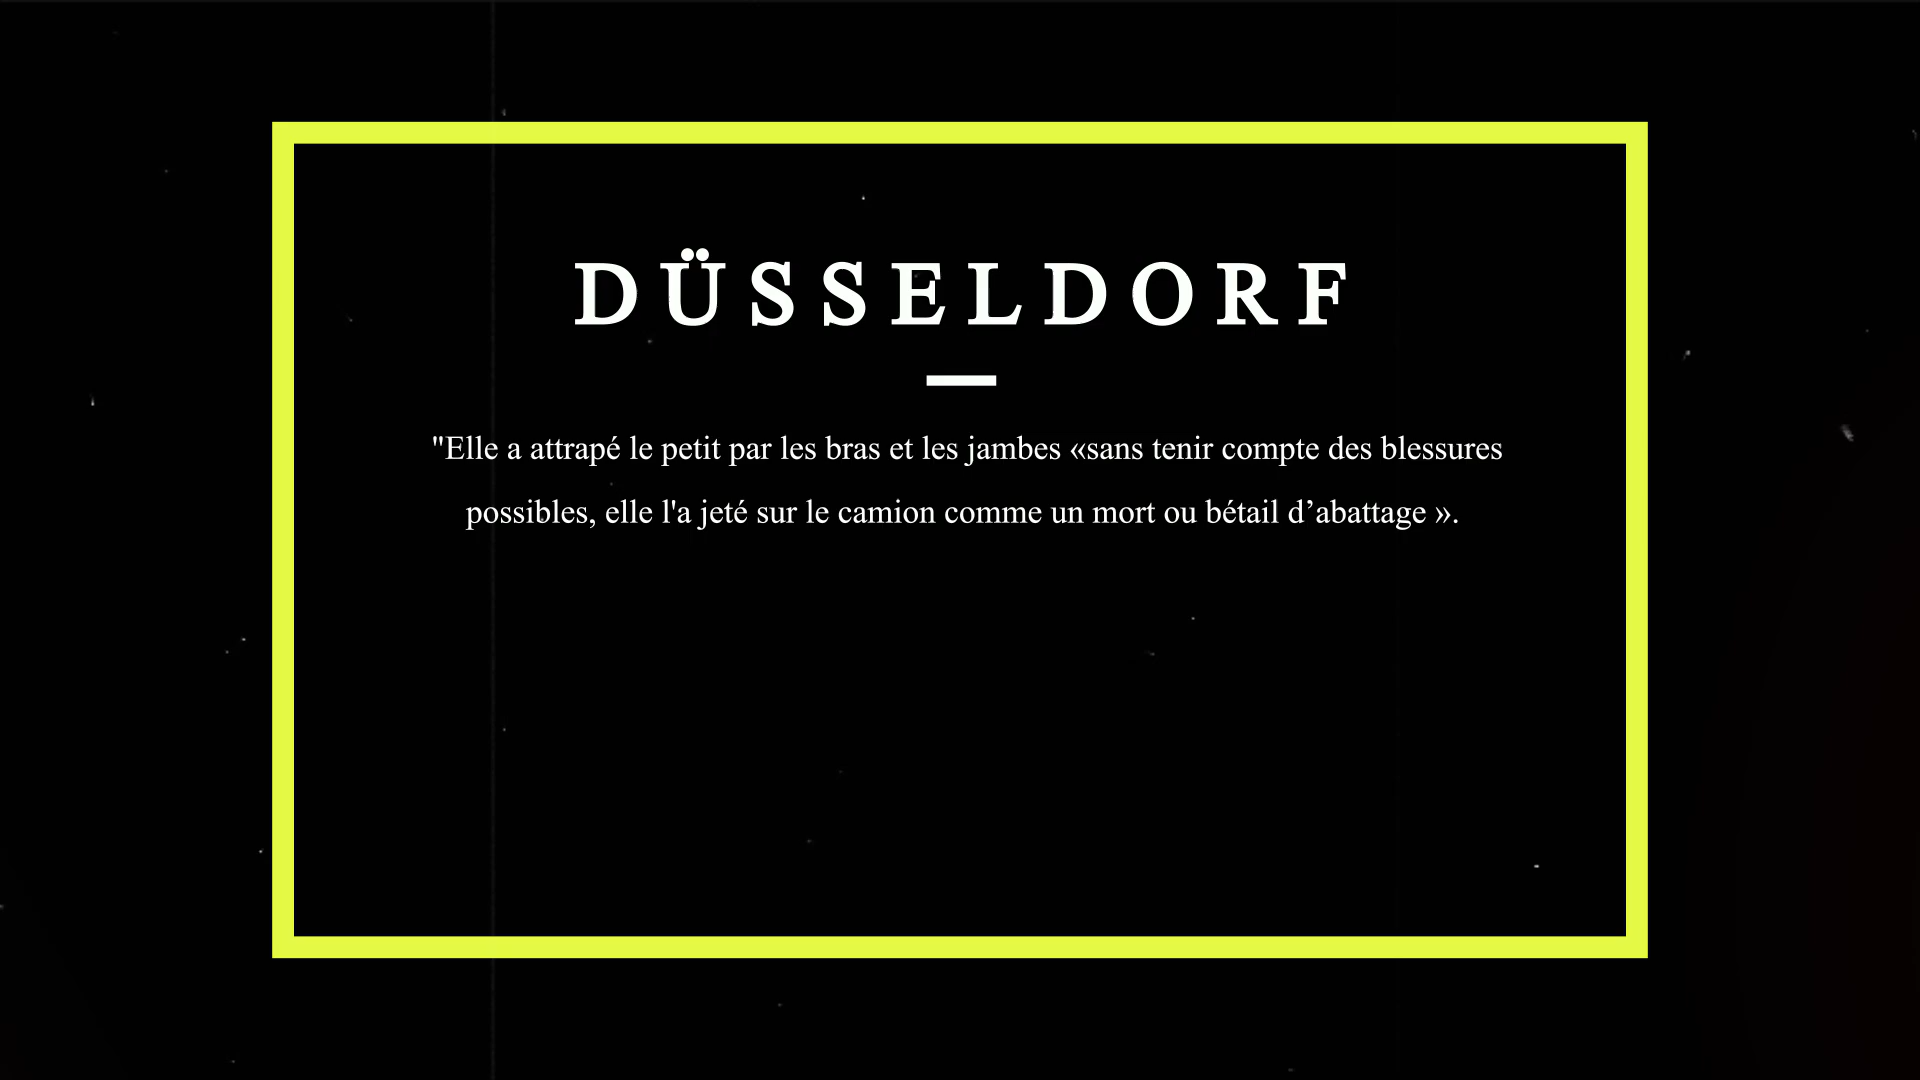 DÜSSELDORF
"Elle a attrapé le petit par les bras et les jambes «sans tenir compte des blessures
possibles, elle l'a jeté sur le camion comme un mort ou bétail d’abattage ».